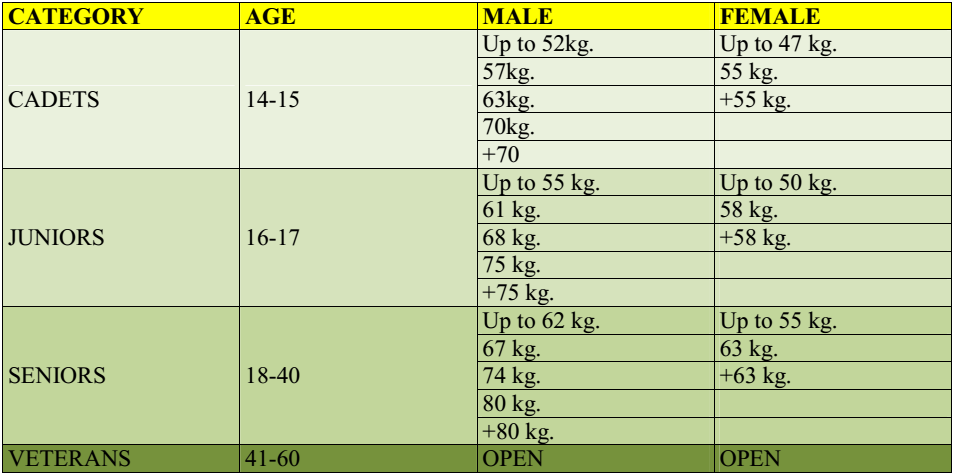 CATEGORY AGE MALE FEMALE
Up to 52kg. Up to 47 kg.
57kg. 55 kg.
CADETS 14-15 63kg. +55 kg.
70kg.
+70
Up to 55 kg. Up to 50 kg.
61 kg. 58 kg.
JUNIORS 16-17 68 kg. +58 kg.
75 kg.
+75 kg.
Up to 62 kg. Up to 55 kg.
67 kg. 63 kg.
SENIORS 18-40 74 kg. +63 kg.
80 kg.
+80 kg.
VETERANS 41-60 OPEN OPEN